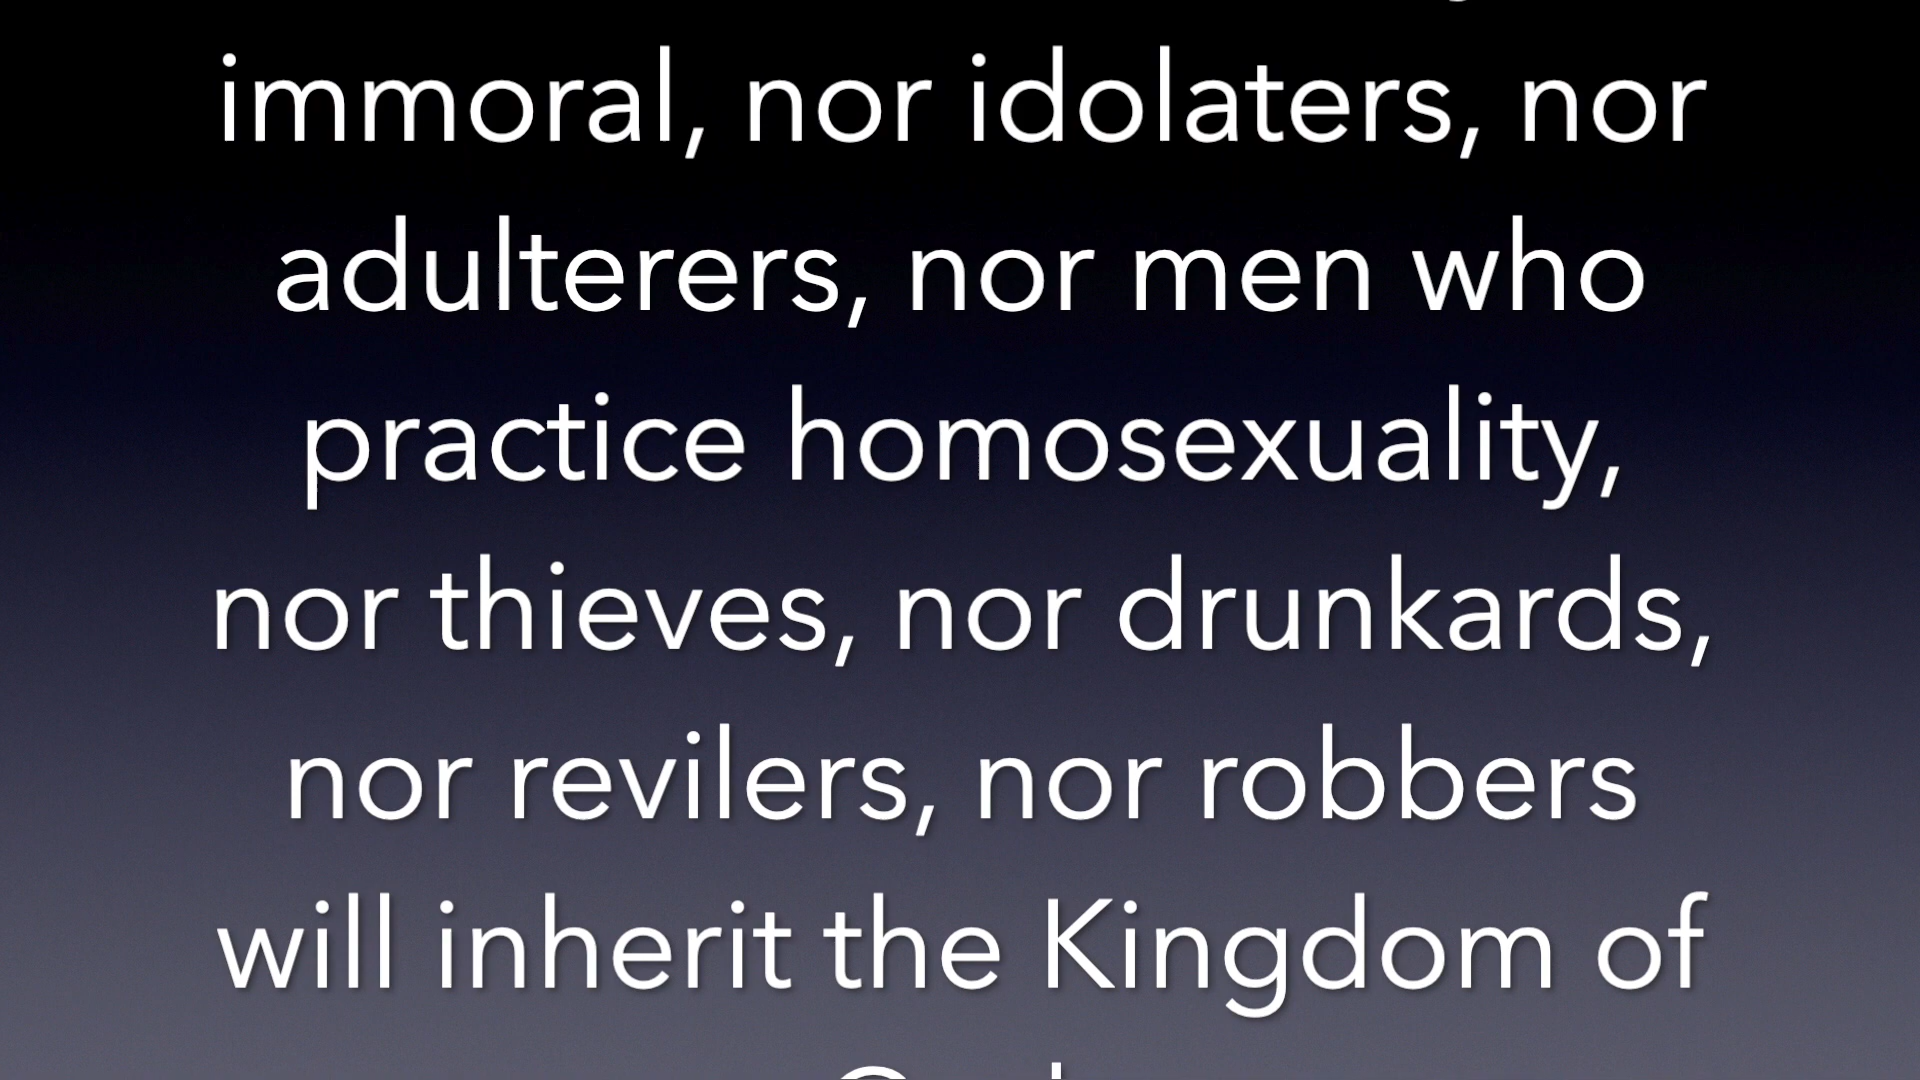 immoral, nor idolaters, nor
adulterers, nor men who
practice homosexuality,
nor thieves, nor drunkards,
nor revilers, nor robbers
will inherit the Kingdom of